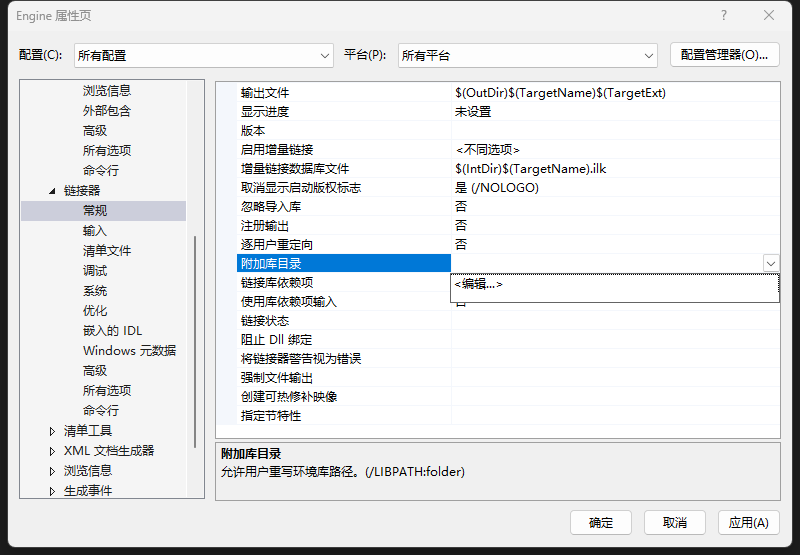 Engine 属性页
配置(C): 所有配置 平台(P): 所有平台 配置管理器(O)...
浏览信息
外部包含
高级
所有选项
命令行
链接器
常规
输入
清单文件
调试
系统
优化
嵌入的 IDL
Windows 元数据
高级
所有选项
命令行
清单工具
XML 文档生成器
浏览信息
生成事件
输出文件 $(OutDir)$(TargetName)$(TargetExt)
显示进度 未设置
版本
启用增量链接 <不同选项>
增量链接数据库文件 $(IntDir)$(TargetName).ilk
取消显示启动版权标志 是 (/NOLOGO)
忽略导入库 否
注册输出 否
逐用户重定向 否
附加库目录
链接库依赖项 <编辑...>
使用库依赖项输入 否
链接状态
阻止 Dll 绑定
将链接器警告视为错误
强制文件输出
创建可热修补映像
指定节特性
附加库目录
允许用户重写环境库路径。(/LIBPATH:folder)
确定 取消 应用(A)